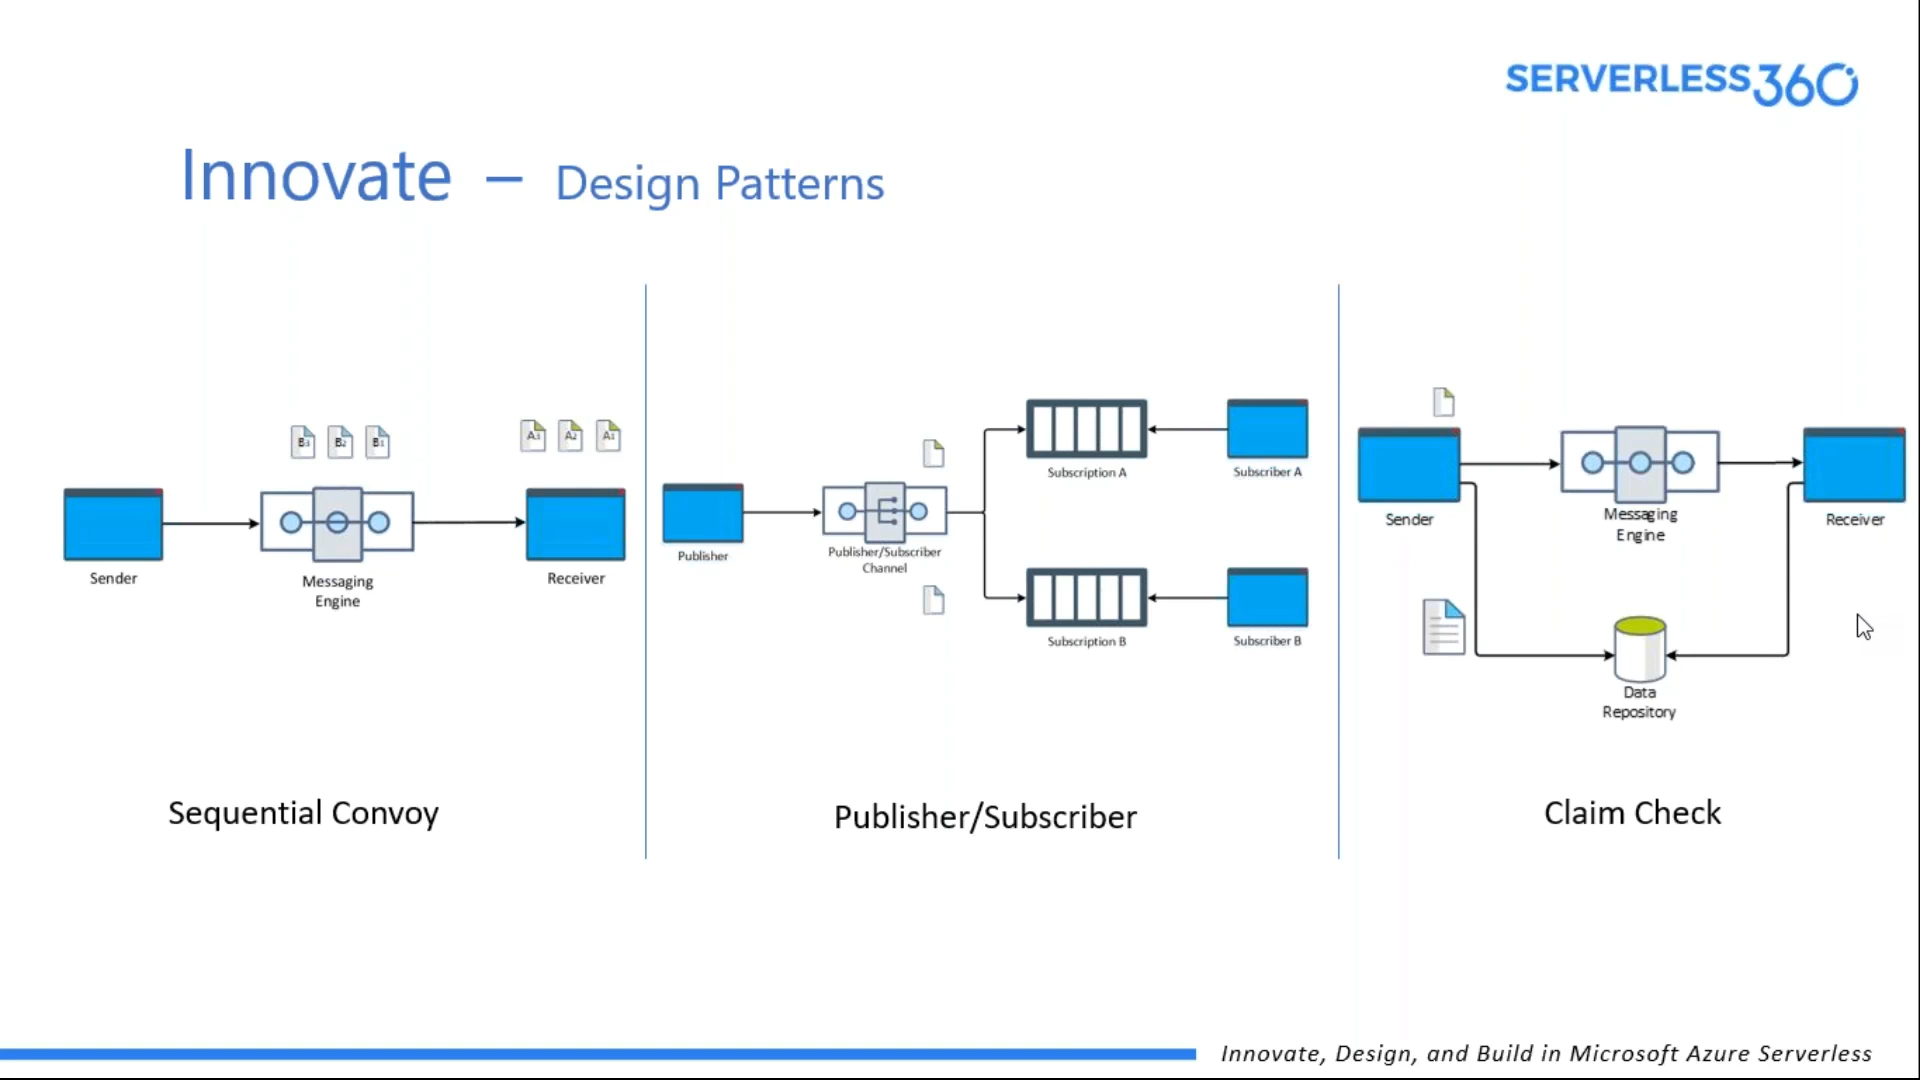 SERVERLESS360
Innovate – Design Patterns
B3 B2 B1
A3 A2 A1
Sender
Messaging
Engine
Receiver
Sequential Convoy
Publisher
Publisher/Subscriber
Channel
Subscription A
Subscriber A
Subscription B
Subscriber B
Publisher/Subscriber
Sender
Messaging
Engine
Receiver
Data
Repository
Claim Check
Innovate, Design, and Build in Microsoft Azure Serverless